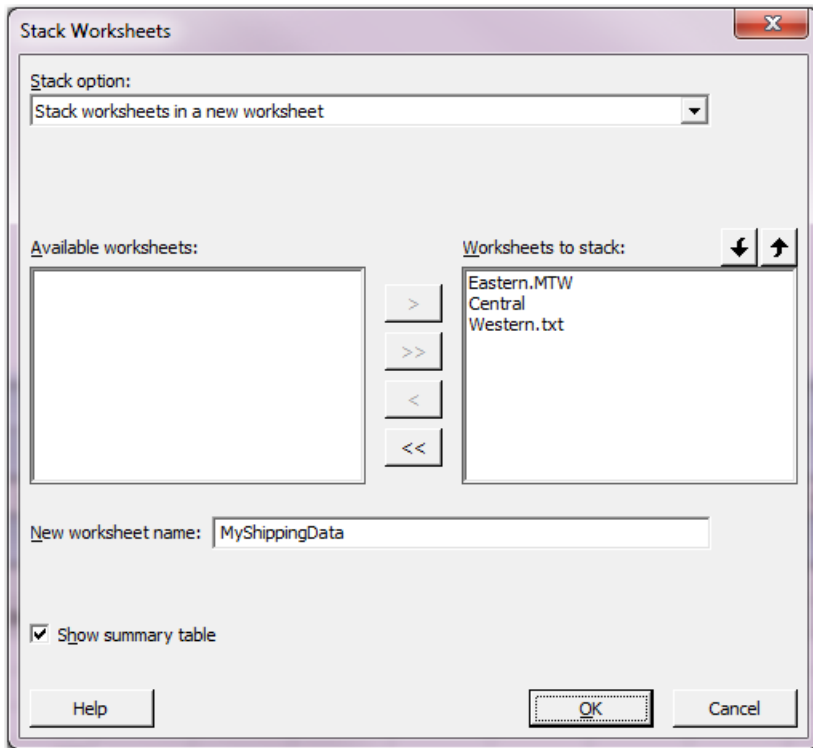 Stack Worksheets
Stack option:
Stack worksheets in a new worksheet
Available worksheets:
Worksheets to stack:
Eastern.MTW
Central
Western.txt
>
>>
<
<<
New worksheet name: MyShippingData
Show summary table
Help OK Cancel